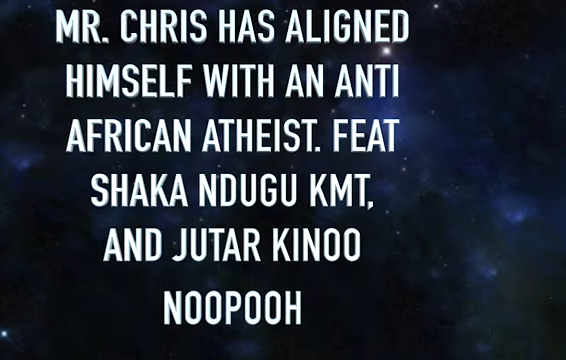 MR. CHRIS HAS ALIGNED
HIMSELF WITH AN ANTI
AFRICAN ATHEIST. FEAT
SHAKA NDUGU KMT,
AND JUTAR KINOO
NOOPOOH